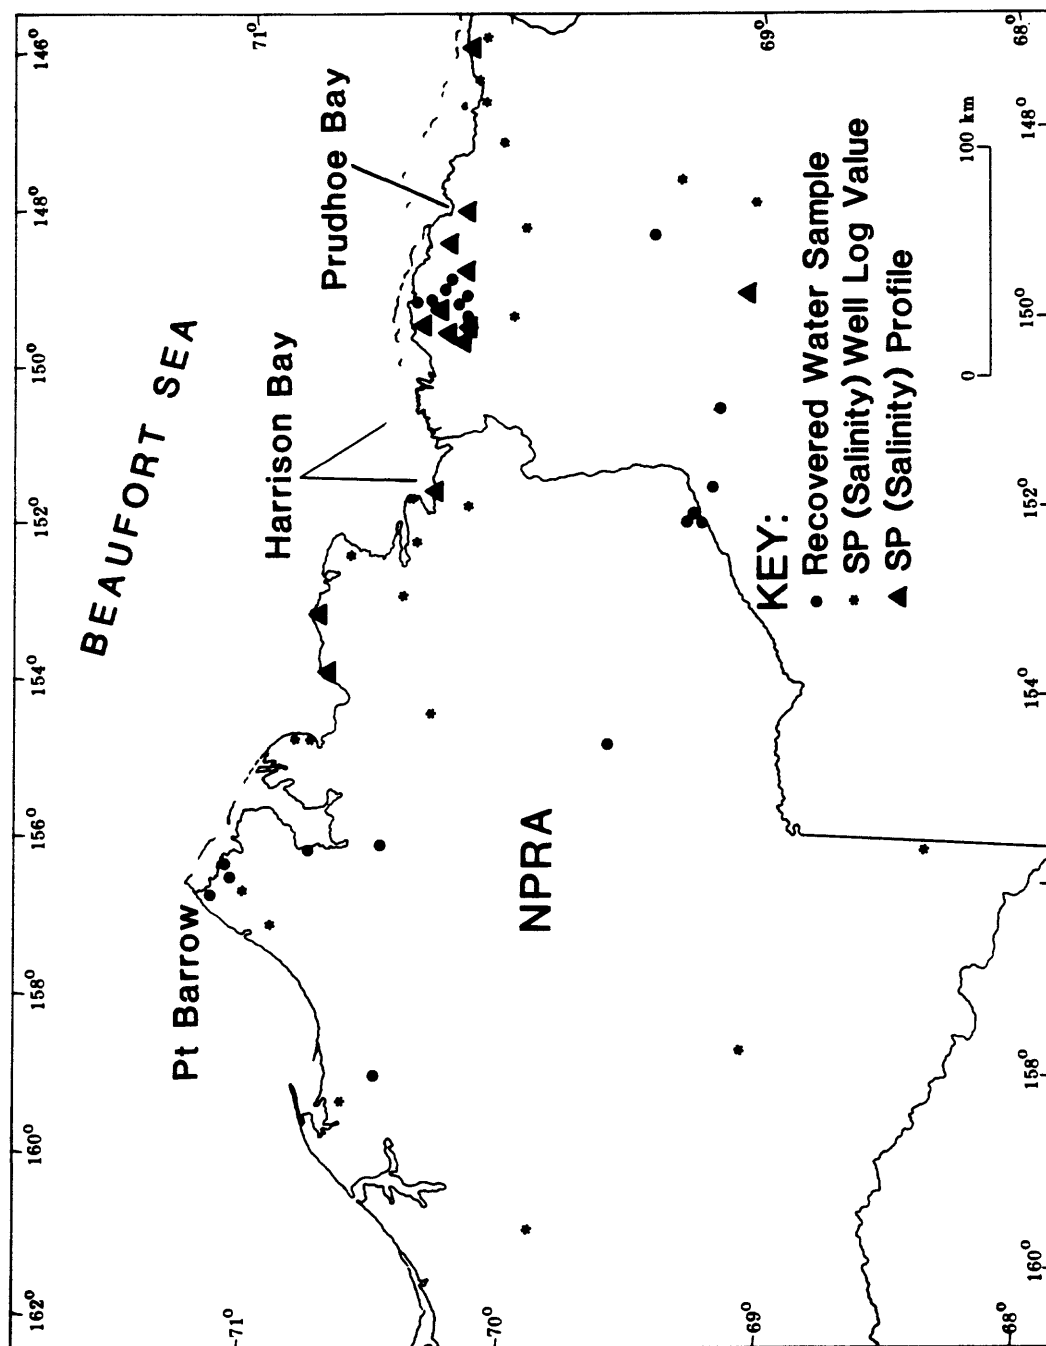 162°
160°
158°
156°
154°
152°
150°
148°
146°
BEAUFORT SEA
Pt Barrow
Harrison Bay
Prudhoe Bay
71°
71°
70
69°
69°
68°
68°
NPRA
KEY:
Recovered Water Sample
SP (Salinity) Well Log Value
SP (Salinity) Profile
0 100 km
160°
158°
154°
152°
150°
148°